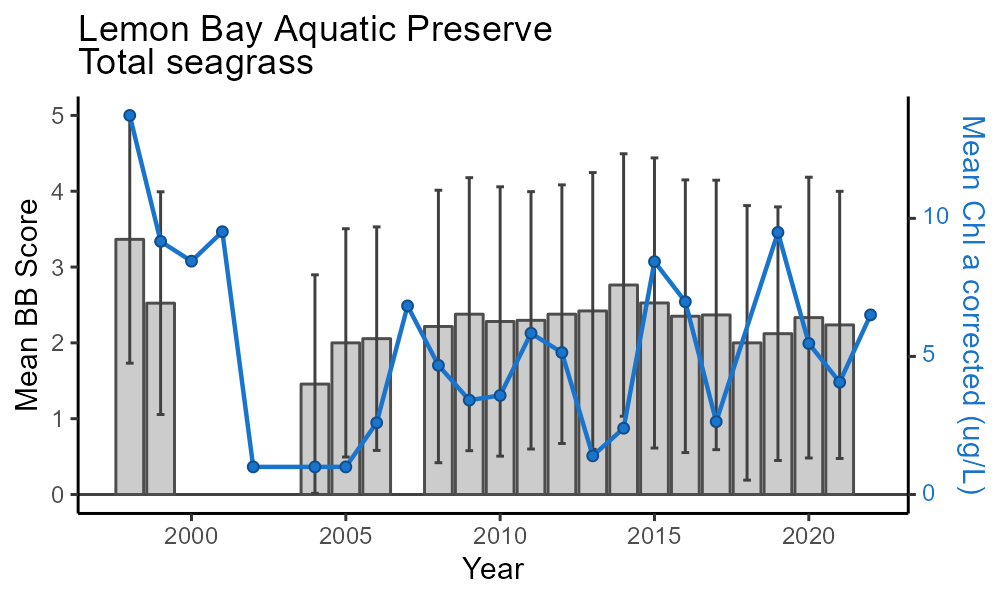 Lemon Bay Aquatic Preserve
Total seagrass
Mean BB Score
5
4
3
2
1
0
10
5
0
Mean Chl a corrected (ug/L)
2000
2005
2010
2015
2020
Year